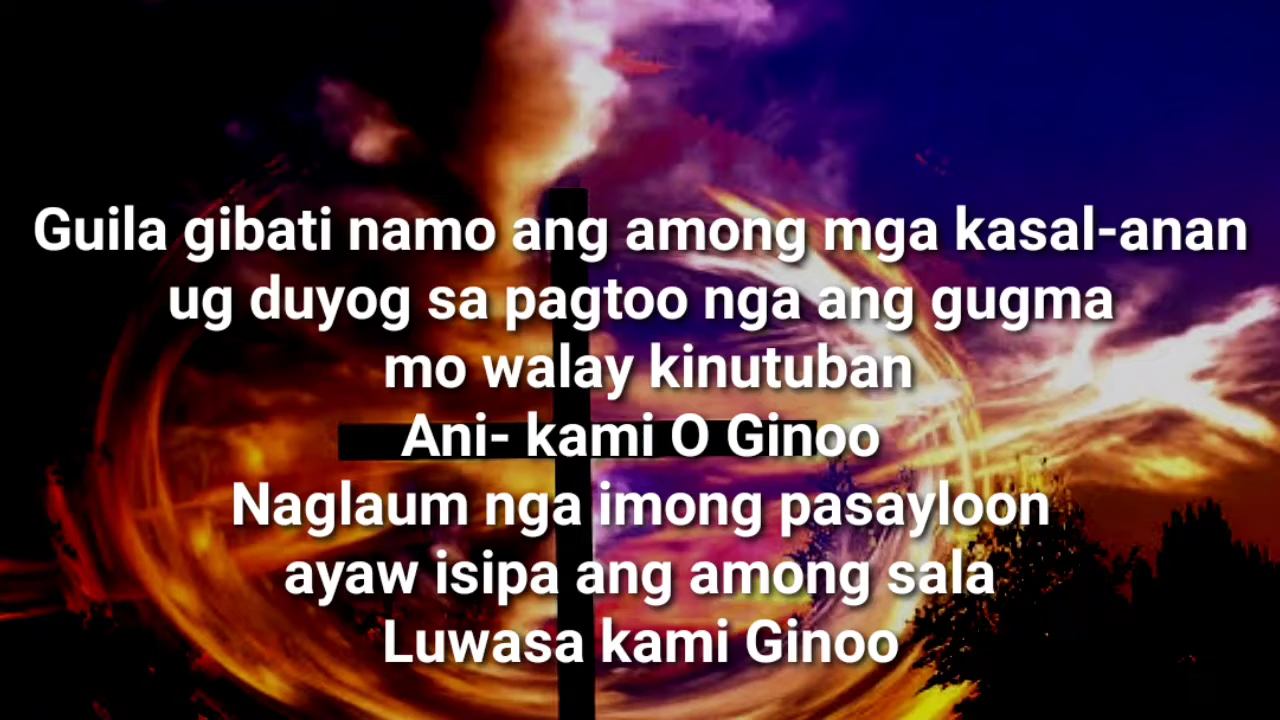 Guila gibati namo ang among mga kasal-anan
ug duyog sa pagtoo nga ang gugma
mo walay kinutuban
Ani- kami O Ginoo
Naglaum nga imong pasayloon
ayaw isipa ang among sala
Luwasa kami Ginoo